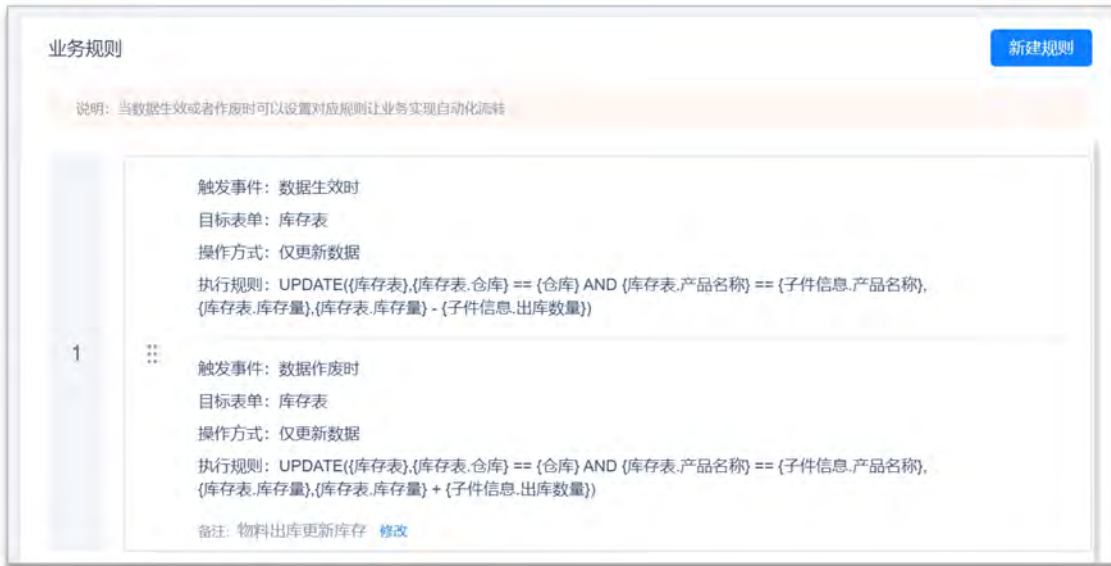 业务规则
新建规则
说明：当数据生效或者作废时可以设置对应规则让业务实现自动化流转
1
触发事件：数据生效时
目标表单：库存表
操作方式：仅更新数据
执行规则：UPDATE({库存表},{库存表.仓库} == {仓库} AND {库存表.产品名称} == {子件信息.产品名称},
{库存表.库存量},{库存表.库存量} - {子件信息.出库数量})
触发事件：数据作废时
目标表单：库存表
操作方式：仅更新数据
执行规则：UPDATE({库存表},{库存表.仓库} == {仓库} AND {库存表.产品名称} == {子件信息.产品名称},
{库存表.库存量},{库存表.库存量} + {子件信息.出库数量})
备注：物料出库更新库存 修改